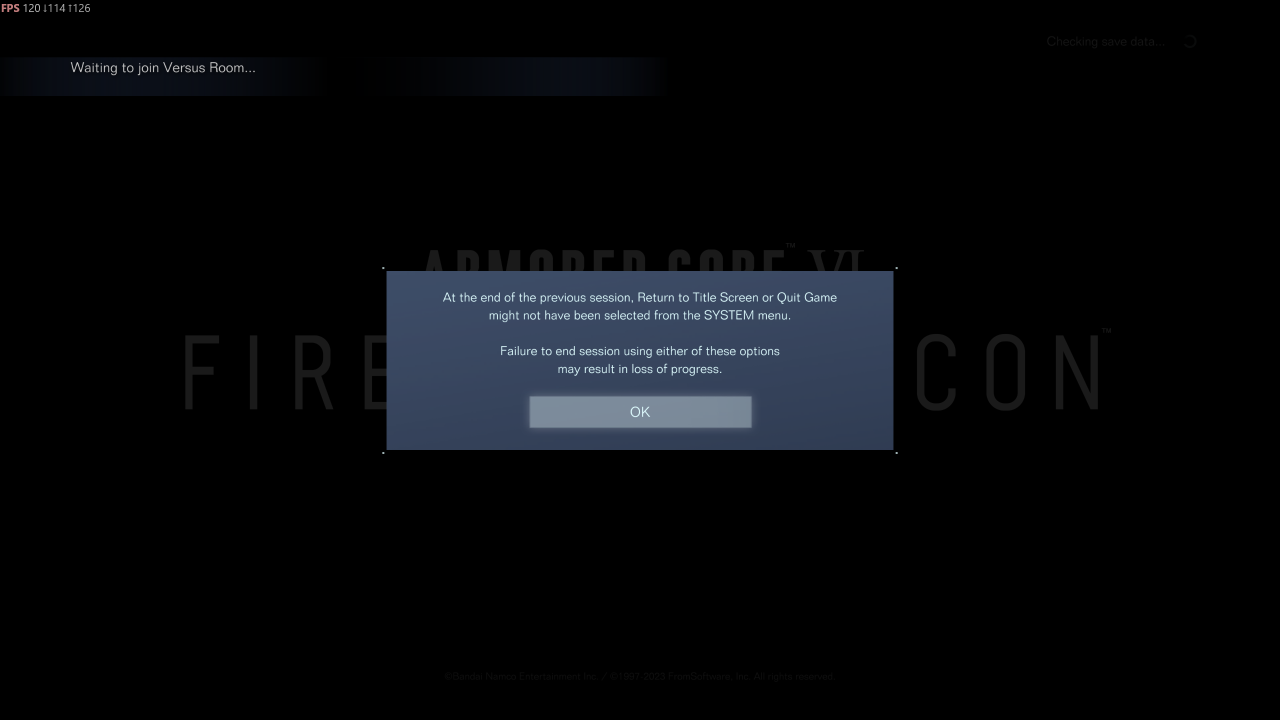 FPS 120 ↓114 ↑126
Checking save data...
Waiting to join Versus Room...
ARMORED CORE™ VI
At the end of the previous session, Return to Title Screen or Quit Game
might not have been selected from the SYSTEM menu.
FIRE
CON™
Failure to end session using either of these options
may result in loss of progress.
OK
©Bandai Namco Entertainment Inc. / ©1997-2023 FromSoftware, Inc. All rights reserved.